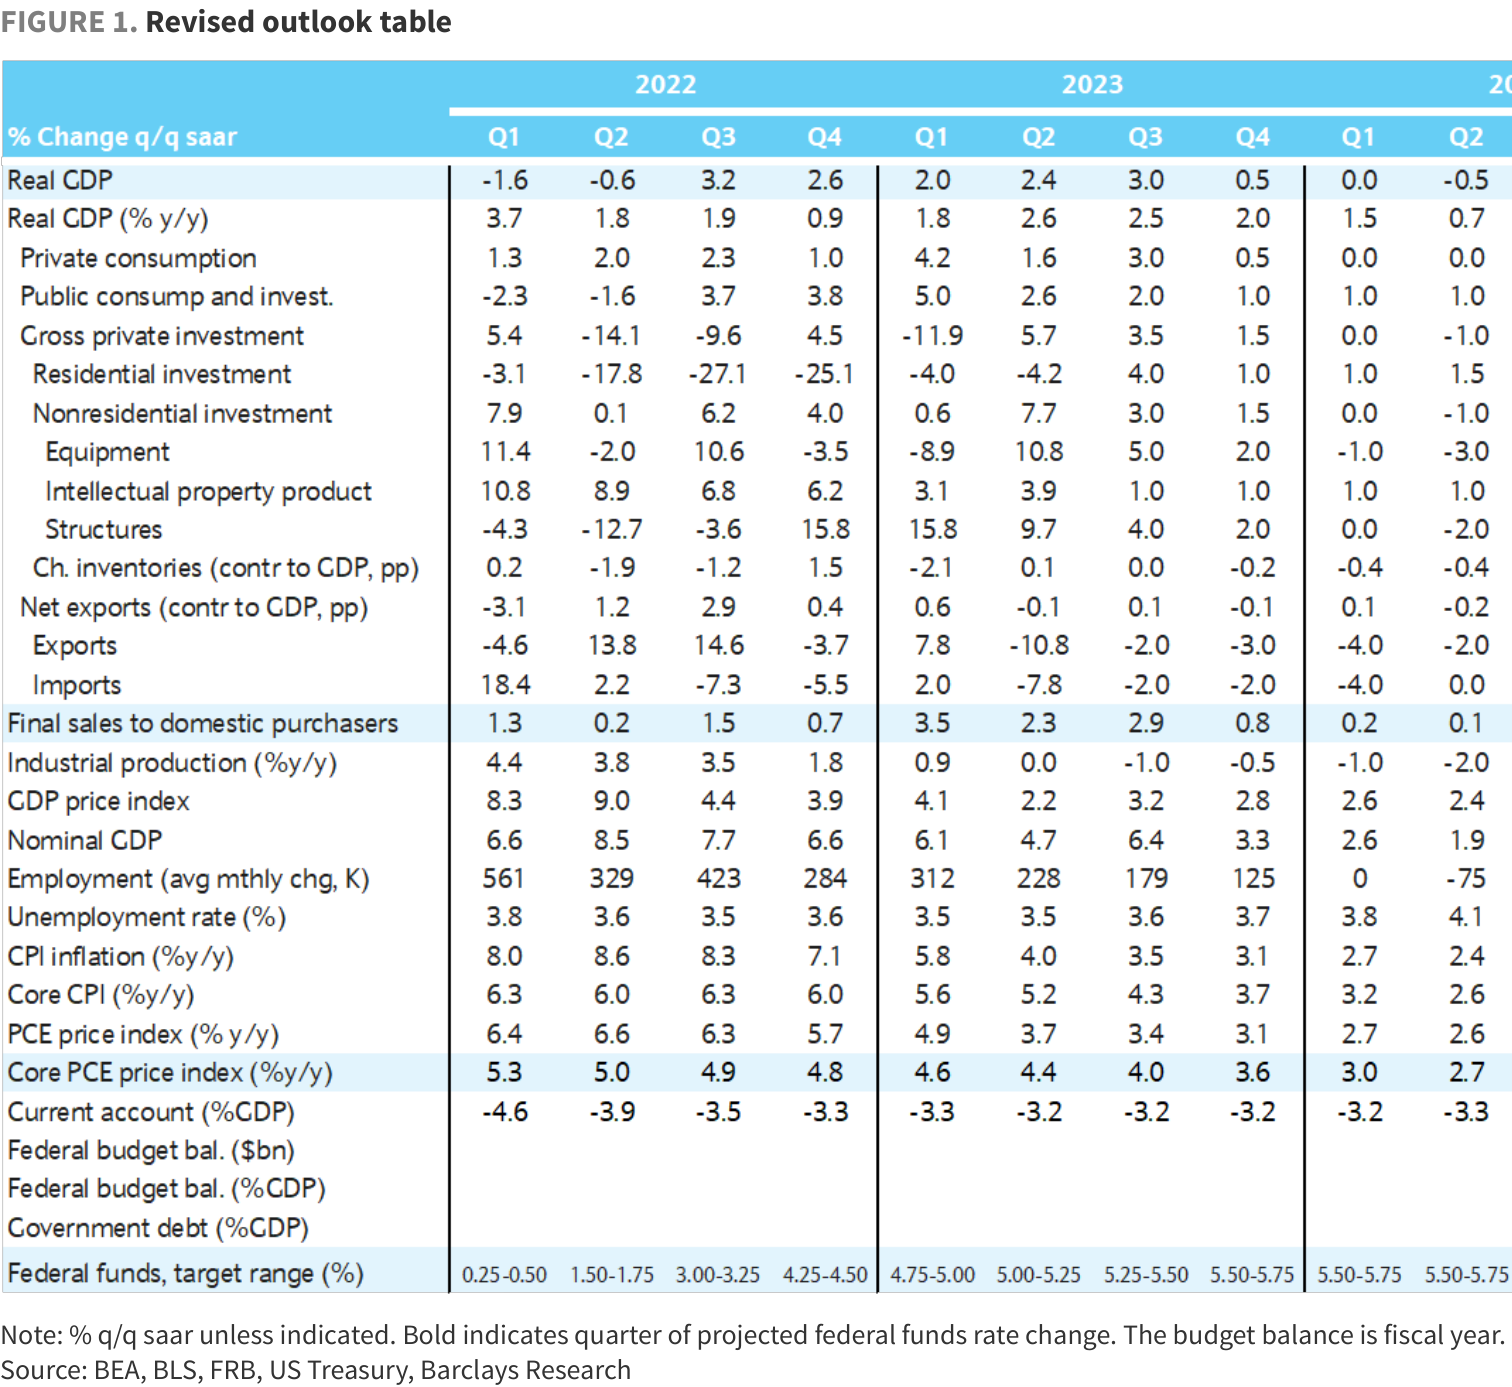 FIGURE 1. Revised outlook table
2022 2023 20
% Change q/q saar Q1 Q2 Q3 Q4 Q1 Q2 Q3 Q4 Q1 Q2
Real GDP -1.6 -0.6 3.2 2.6 2.0 2.4 3.0 0.5 0.0 -0.5
Real GDP (% y/y) 3.7 1.8 1.9 0.9 1.8 2.6 2.5 2.0 1.5 0.7
Private consumption 1.3 2.0 2.3 1.0 4.2 1.6 3.0 0.5 0.0 0.0
Public consump and invest. -2.3 -1.6 3.7 3.8 5.0 2.6 2.0 1.0 1.0 1.0
Gross private investment 5.4 -14.1 -9.6 4.5 -11.9 5.7 3.5 1.5 0.0 -1.0
Residential investment -3.1 -17.8 -27.1 -25.1 -4.0 -4.2 4.0 1.0 1.0 1.5
Nonresidential investment 7.9 0.1 6.2 4.0 0.6 7.7 3.0 1.5 0.0 -1.0
Equipment 11.4 -2.0 10.6 -3.5 -8.9 10.8 5.0 2.0 -1.0 -3.0
Intellectual property product 10.8 8.9 6.8 6.2 3.1 3.9 1.0 1.0 1.0 1.0
Structures -4.3 -12.7 -3.6 15.8 15.8 9.7 4.0 2.0 0.0 -2.0
Ch. inventories (contr to GDP, pp) 0.2 -1.9 -1.2 1.5 -2.1 0.1 0.0 -0.2 -0.4 -0.4
Net exports (contr to GDP, pp) -3.1 1.2 2.9 0.4 0.6 -0.1 0.1 -0.1 0.1 -0.2
Exports -4.6 13.8 14.6 -3.7 7.8 -10.8 -2.0 -3.0 -4.0 -2.0
Imports 18.4 2.2 -7.3 -5.5 2.0 -7.8 -2.0 -2.0 -4.0 0.0
Final sales to domestic purchasers 1.3 0.2 1.5 0.7 3.5 2.3 2.9 0.8 0.2 0.1
Industrial production (%y/y) 4.4 3.8 3.5 1.8 0.9 0.0 -1.0 -0.5 -1.0 -2.0
GDP price index 8.3 9.0 4.4 3.9 4.1 2.2 3.2 2.8 2.6 2.4
Nominal GDP 6.6 8.5 7.7 6.6 6.1 4.7 6.4 3.3 2.6 1.9
Employment (avg mthly chg, K) 561 329 423 284 312 228 179 125 0 -75
Unemployment rate (%) 3.8 3.6 3.5 3.6 3.5 3.5 3.6 3.7 3.8 4.1
CPI inflation (%y/y) 8.0 8.6 8.3 7.1 5.8 4.0 3.5 3.1 2.7 2.4
Core CPI (%y/y) 6.3 6.0 6.3 6.0 5.6 5.2 4.3 3.7 3.2 2.6
PCE price index (% y/y) 6.4 6.6 6.3 5.7 4.9 3.7 3.4 3.1 2.7 2.6
Core PCE price index (%y/y) 5.3 5.0 4.9 4.8 4.6 4.4 4.0 3.6 3.0 2.7
Current account (%GDP) -4.6 -3.9 -3.5 -3.3 -3.3 -3.2 -3.2 -3.2 -3.2 -3.3
Federal budget bal. ($bn)
Federal budget bal. (%GDP)
Government debt (%GDP)
Federal funds, target range (%) 0.25-0.50 1.50-1.75 3.00-3.25 4.25-4.50 4.75-5.00 5.00-5.25 5.25-5.50 5.50-5.75 5.50-5.75 5.50-5.75
Note: % q/q saar unless indicated. Bold indicates quarter of projected federal funds rate change. The budget balance is fiscal year.
Source: BEA, BLS, FRB, US Treasury, Barclays Research